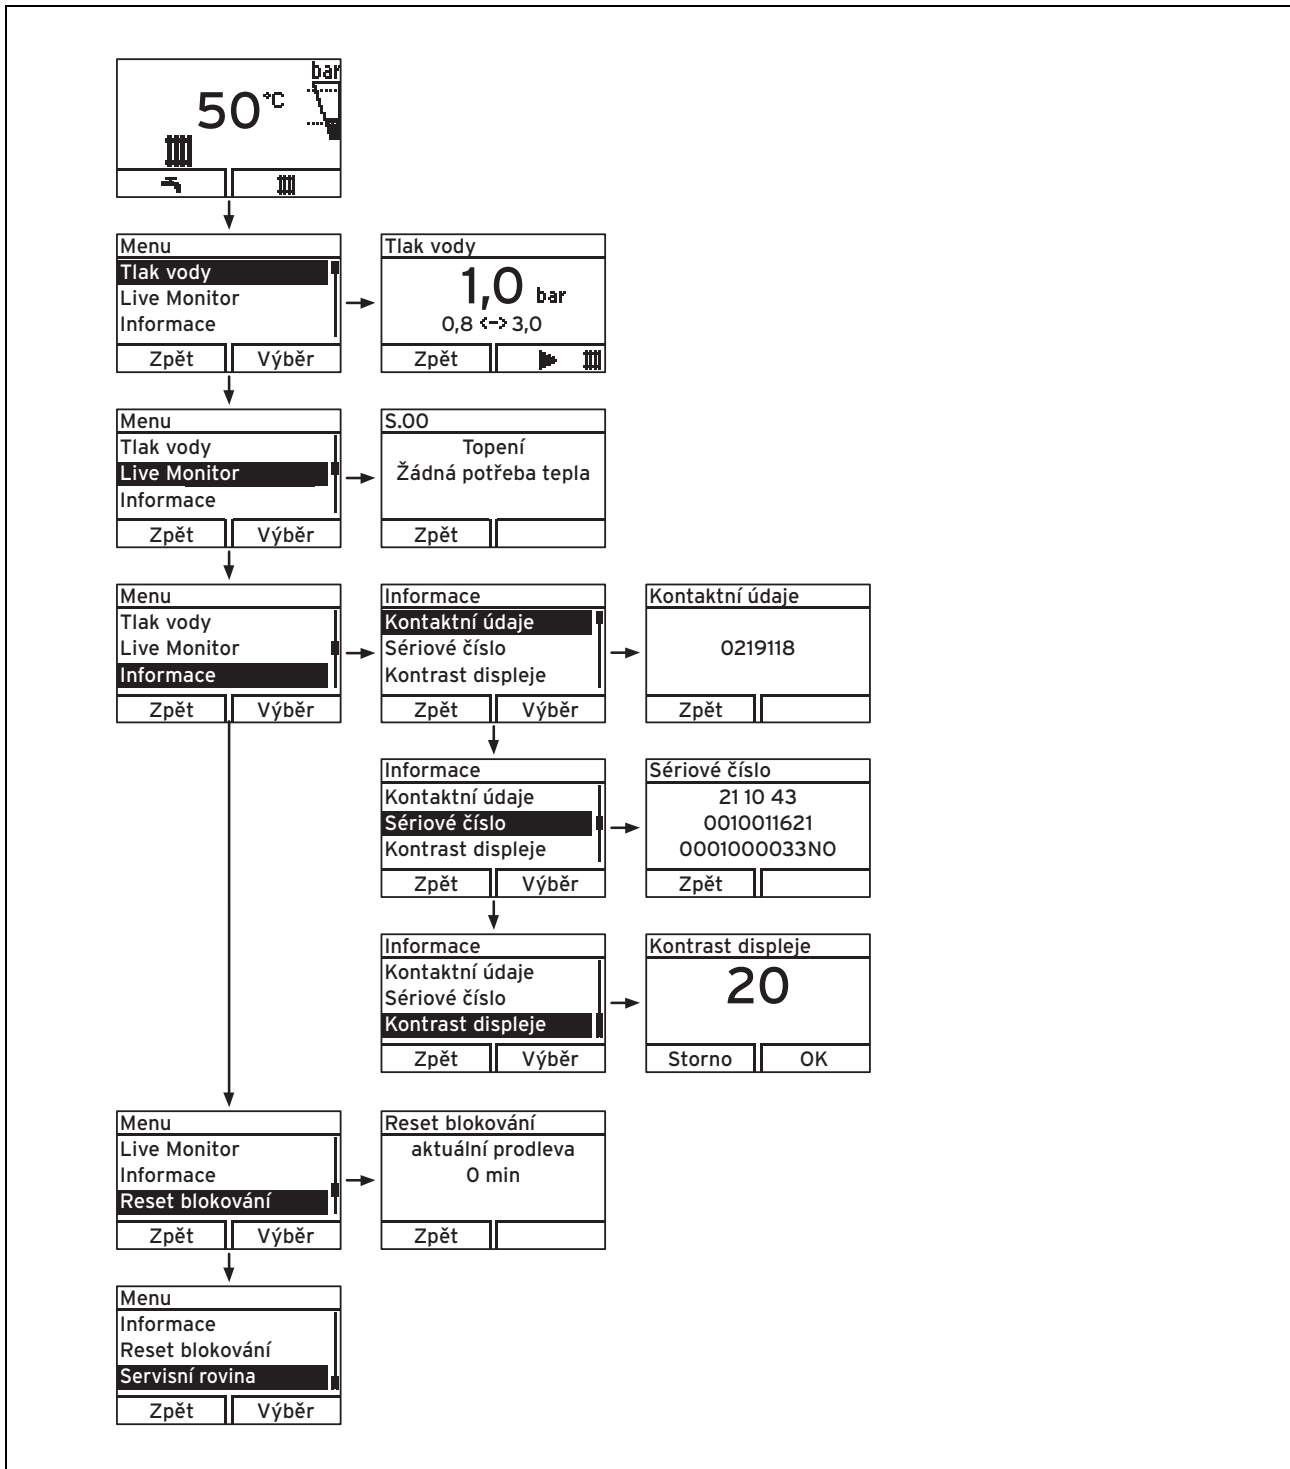 bar
50 °C
Menu
Tlak vody
Live Monitor
Informace
Zpět
Výběr
Tlak vody
1,0 bar
0,8 <-> 3,0
Zpět
Menu
Tlak vody
Live Monitor
Informace
Zpět
Výběr
S.00
Topení
Žádná potřeba tepla
Zpět
Menu
Tlak vody
Live Monitor
Informace
Zpět
Výběr
Informace
Kontaktní údaje
Sériové číslo
Kontrast displeje
Zpět
Výběr
Kontaktní údaje
0219118
Zpět
Informace
Kontaktní údaje
Sériové číslo
Kontrast displeje
Zpět
Výběr
Sériové číslo
21 10 43
0010011621
0001000033NO
Zpět
Informace
Kontaktní údaje
Sériové číslo
Kontrast displeje
Zpět
Výběr
Kontrast displeje
20
Storno
OK
Menu
Live Monitor
Informace
Reset blokování
Zpět
Výběr
Reset blokování
aktuální prodleva
0 min
Zpět
Menu
Informace
Reset blokování
Servisní rovina
Zpět
Výběr